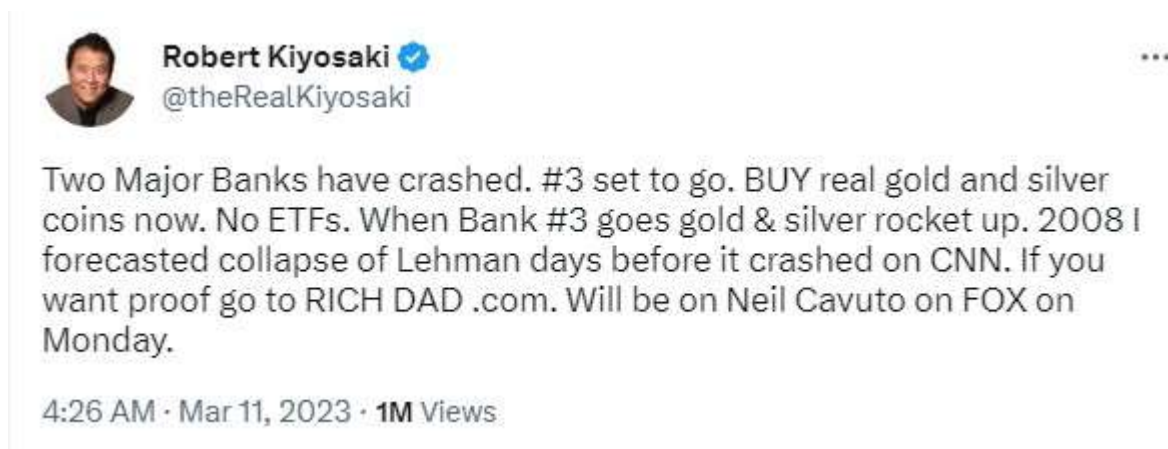 Robert Kiyosaki
@theRealKiyosaki
Two Major Banks have crashed. #3 set to go. BUY real gold and silver
coins now. No ETFs. When Bank #3 goes gold & silver rocket up. 2008 I
forecasted collapse of Lehman days before it crashed on CNN. If you
want proof go to RICH DAD .com. Will be on Neil Cavuto on FOX on
Monday.
4:26 AM · Mar 11, 2023 · 1M Views